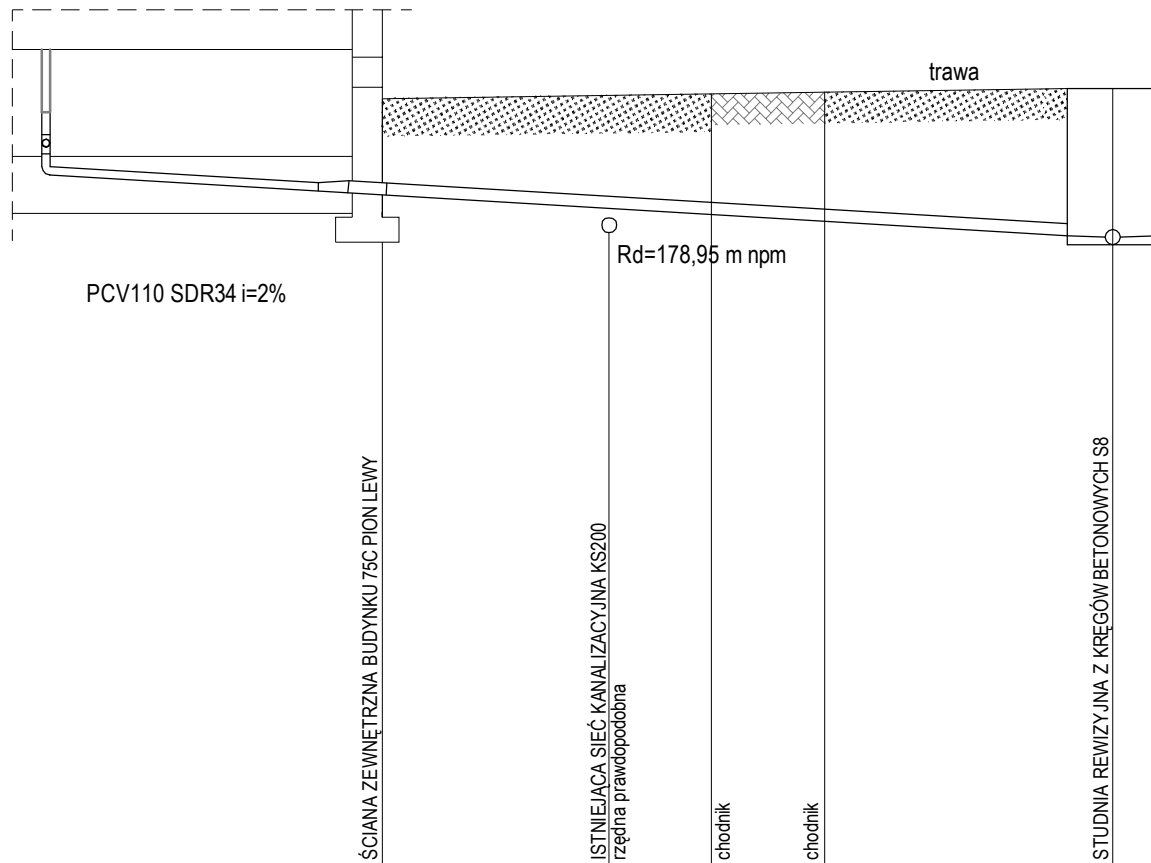 trawa
Rd=178,95 m npm
PCV110 SDR34 i=2%
ŚCIANA ZEWNĘTRZNA BUDYNKU 75C PION LEWY
ISTNIEJĄCA SIEĆ KANALIZACYJNA KS200
rzędna prawdopodobna
chodnik
chodnik
STUDNIA REWIZYJNA Z KRĘGÓW BETONOWYCH S8